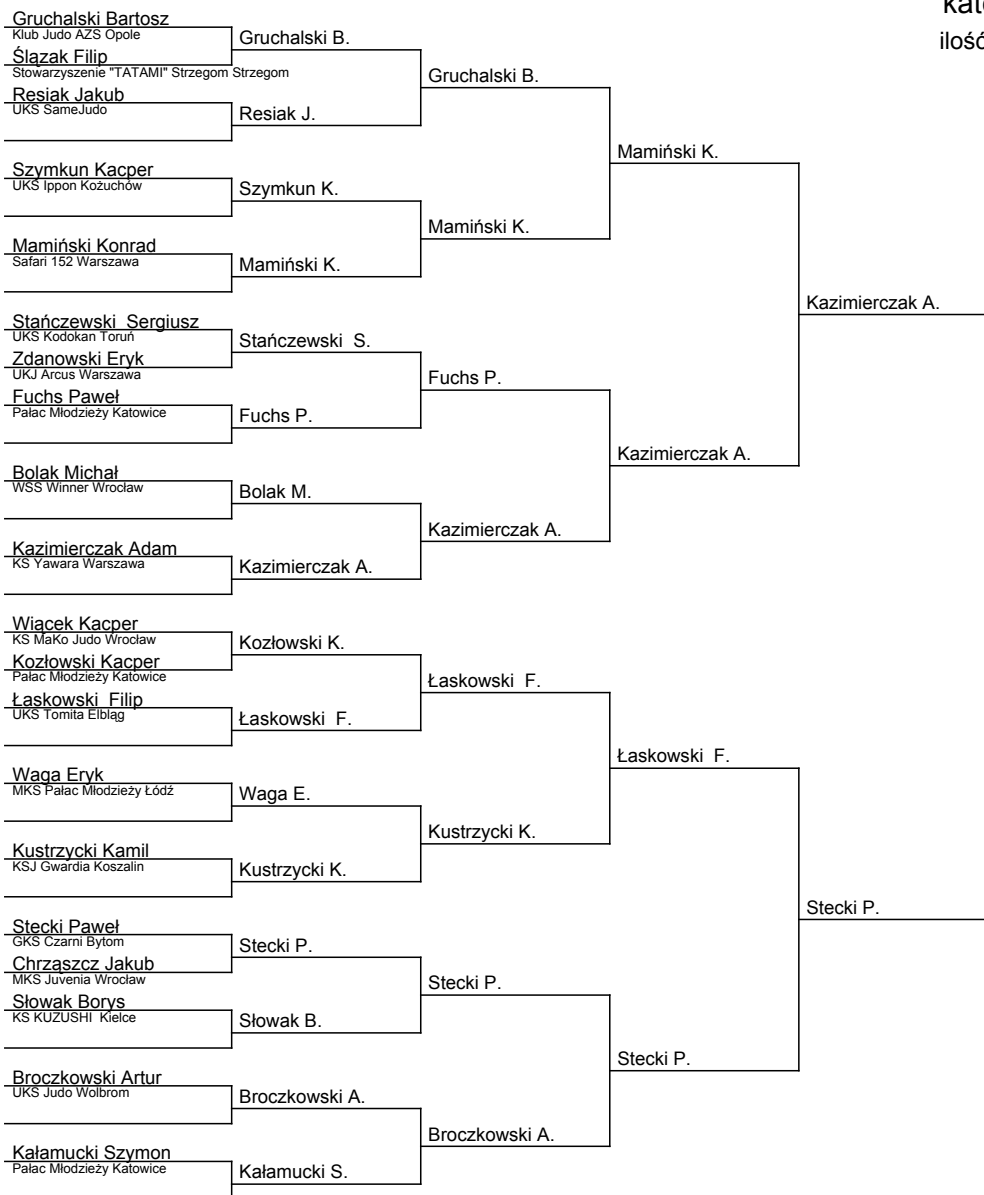 Gruchalski Bartosz
Klub Judo AZS Opole
Ślązak Filip
Stowarzyszenie "TATAMI" Strzegom Strzegom
Resiak Jakub
UKS SameJudo
Szymkun Kacper
UKS Ippon Kożuchów
Mamiński Konrad
Safari 152 Warszawa
Stańczewski  Sergiusz
UKS Kodokan Toruń
Zdanowski Eryk
UKJ Arcus Warszawa
Fuchs Paweł
Pałac Młodzieży Katowice
Bolak Michał
WSS Winner Wrocław
Kazimierczak Adam
KS Yawara Warszawa
Wiącek Kacper
KS MaKo Judo Wrocław
Kozłowski Kacper
Pałac Młodzieży Katowice
Łaskowski  Filip
UKS Tomita Elbląg
Waga Eryk
MKS Pałac Młodzieży Łódź
Kustrzycki Kamil
KSJ Gwardia Koszalin
Stecki Paweł
GKS Czarni Bytom
Chrząszcz Jakub
MKS Juvenia Wrocław
Słowak Borys
KS KUZUSHI  Kielce
Broczkowski Artur
UKS Judo Wolbrom
Kałamucki Szymon
Pałac Młodzieży Katowice
Gruchalski B.
Resiak J.
Szymkun K.
Mamiński K.
Stańczewski  S.
Fuchs P.
Bolak M.
Kazimierczak A.
Kozłowski K.
Łaskowski  F.
Waga E.
Kustrzycki K.
Stecki P.
Słowak B.
Broczkowski A.
Kałamucki S.
Gruchalski B.
Mamiński K.
Fuchs P.
Kazimierczak A.
Łaskowski  F.
Kustrzycki K.
Stecki P.
Broczkowski A.
Mamiński K.
Kazimierczak A.
Łaskowski  F.
Stecki P.
Kazimierczak A.
Stecki P.
ilość